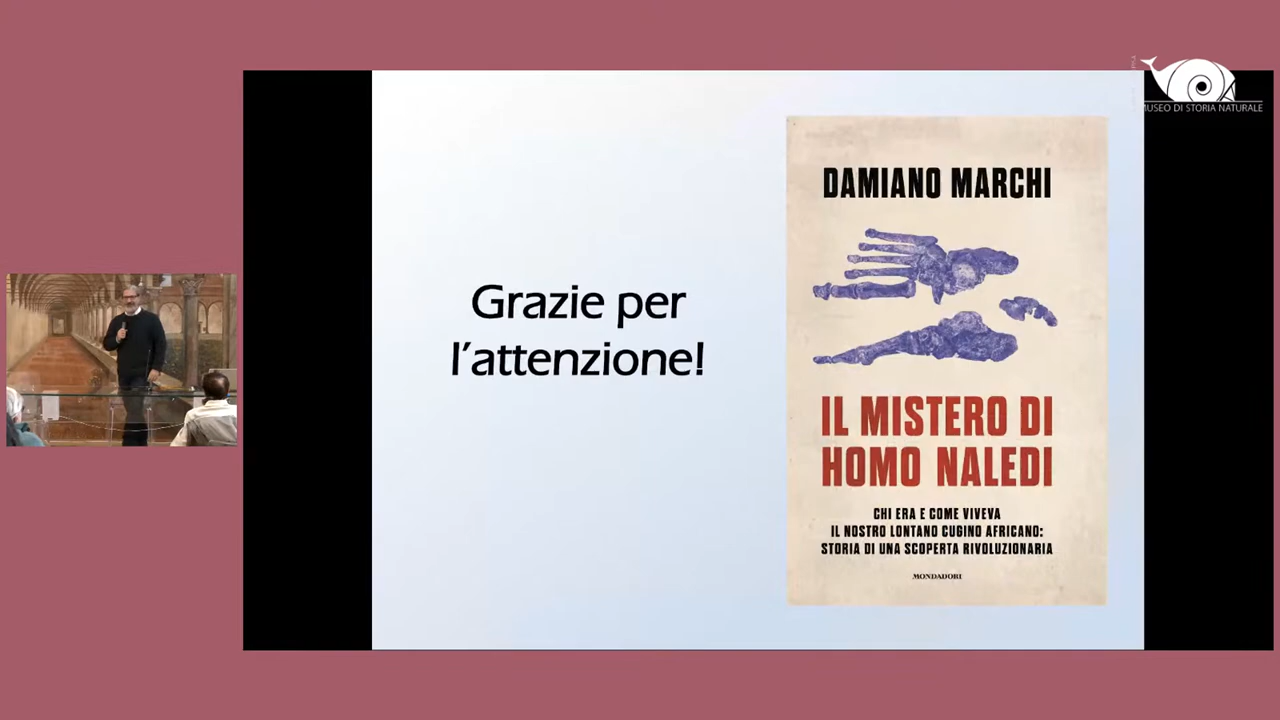 MUSEO DI STORIA NATURALE
Grazie per
l'attenzione!
DAMIANO MARCHI
IL MISTERO DI
HOMO NALEDI
CHI ERA E COME VIVEVA
IL NOSTRO LONTANO CUGINO AFRICANO:
STORIA DI UNA SCOPERTA RIVOLUZIONARIA
MONDADORI